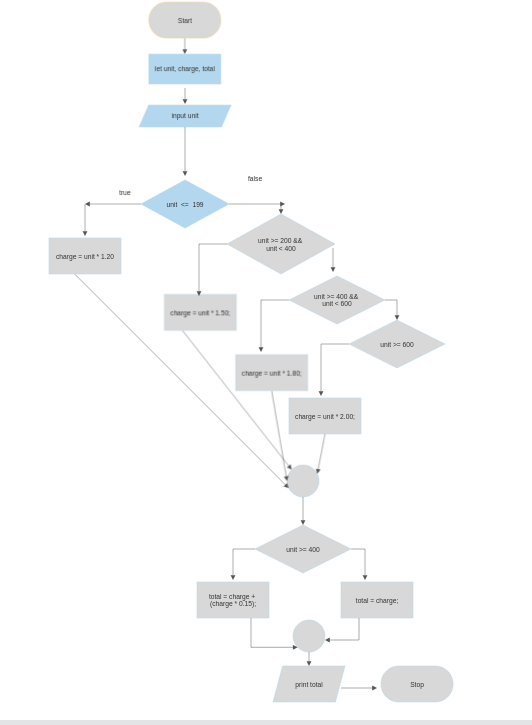 Start
let unit, charge, total
input unit
true
false
unit <= 199
charge = unit * 1.20
unit >= 200 &&
unit < 400
charge = unit * 1.50;
unit >= 400 &&
unit < 600
charge = unit * 1.80;
unit >= 600
charge = unit * 2.00;
unit >= 400
total = charge +
(charge * 0.15);
total = charge;
print total
Stop